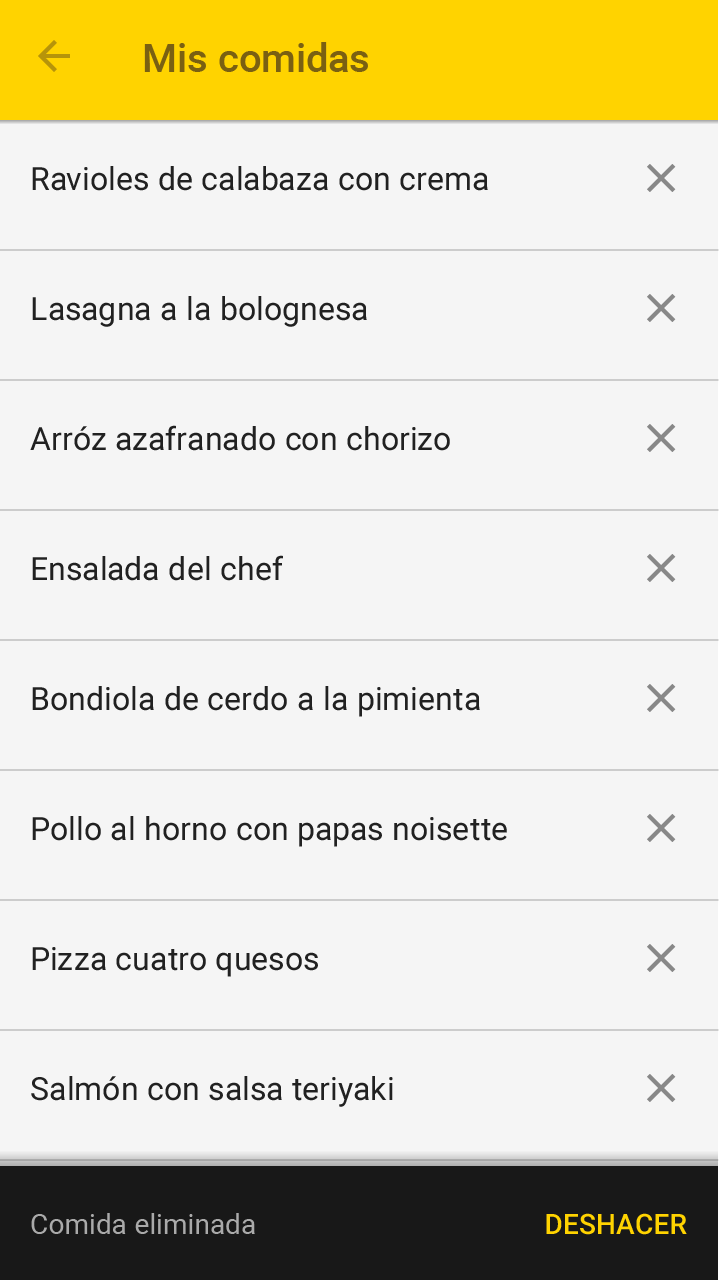 Mis comidas
Ravioles de calabaza con crema
Lasagna a la bolognesa
Arróz azafranado con chorizo
Ensalada del chef
Bondiola de cerdo a la pimienta
Pollo al horno con papas noisette
Pizza cuatro quesos
Salmón con salsa teriyaki
Comida eliminada DESHACER